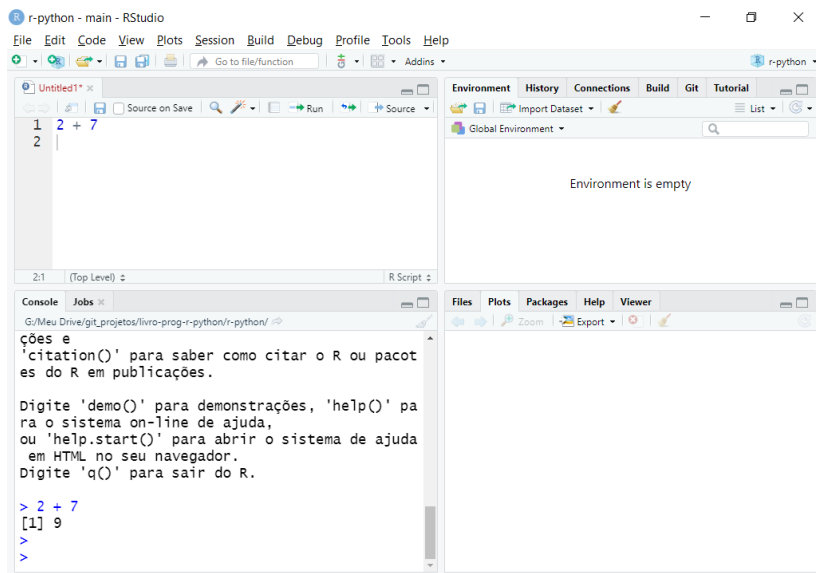 r-python - main - RStudio
File Edit Code View Plots Session Build Debug Profile Tools Help
Go to file/function Addins r-python
Untitled1*
Source on Save Run Source
1 2 + 7
2
2:1 (Top Level) R Script
Environment History Connections Build Git Tutorial
Import Dataset List
Global Environment
Environment is empty
Console Jobs
G:/Meu Drive/git_projetos/livro-prog-r-python/r-python/
ções e
'citation()' para saber como citar o R ou pacot
es do R em publicações.
Digite 'demo()' para demonstrações, 'help()' pa
ra o sistema on-line de ajuda,
ou 'help.start()' para abrir o sistema de ajuda
em HTML no seu navegador.
Digite 'q()' para sair do R.
> 2 + 7
[1] 9
>
>
Files Plots Packages Help Viewer
Zoom Export